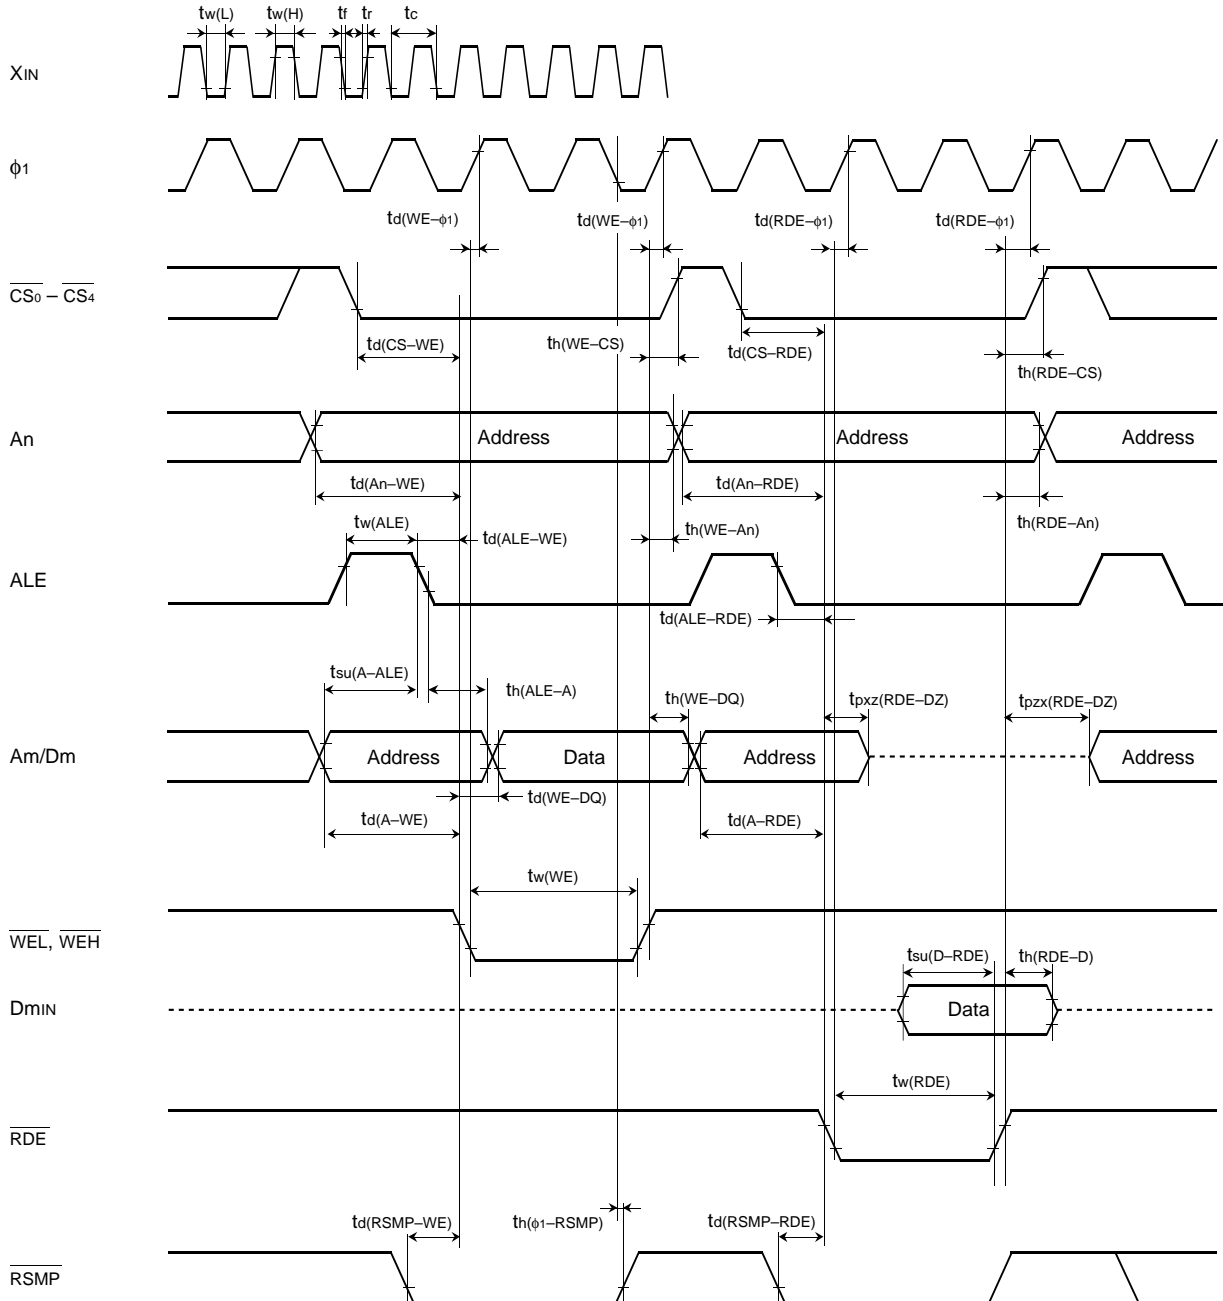 tw(L) tw(H) tf tr tc
XIN
ϕ1
td(WE–ϕ1) td(WE–ϕ1) td(RDE–ϕ1) td(RDE–ϕ1)
CS0 – CS4
td(CS–WE) th(WE–CS) td(CS–RDE)
th(RDE–CS)
An Address Address Address
td(An–WE) td(An–RDE)
tw(ALE) td(ALE–WE) th(WE–An) th(RDE–An)
ALE
td(ALE–RDE)
tsu(A–ALE) th(ALE–A) th(WE–DQ) tpxz(RDE–DZ) tpzx(RDE–DZ)
Am/Dm Address Data Address Address
td(WE–DQ)
td(A–WE) td(A–RDE)
tw(WE)
WEL, WEH
tsu(D–RDE) th(RDE–D)
DmIN Data
tw(RDE)
RDE
td(RSMP–WE) th(ϕ1–RSMP) td(RSMP–RDE)
RSMP